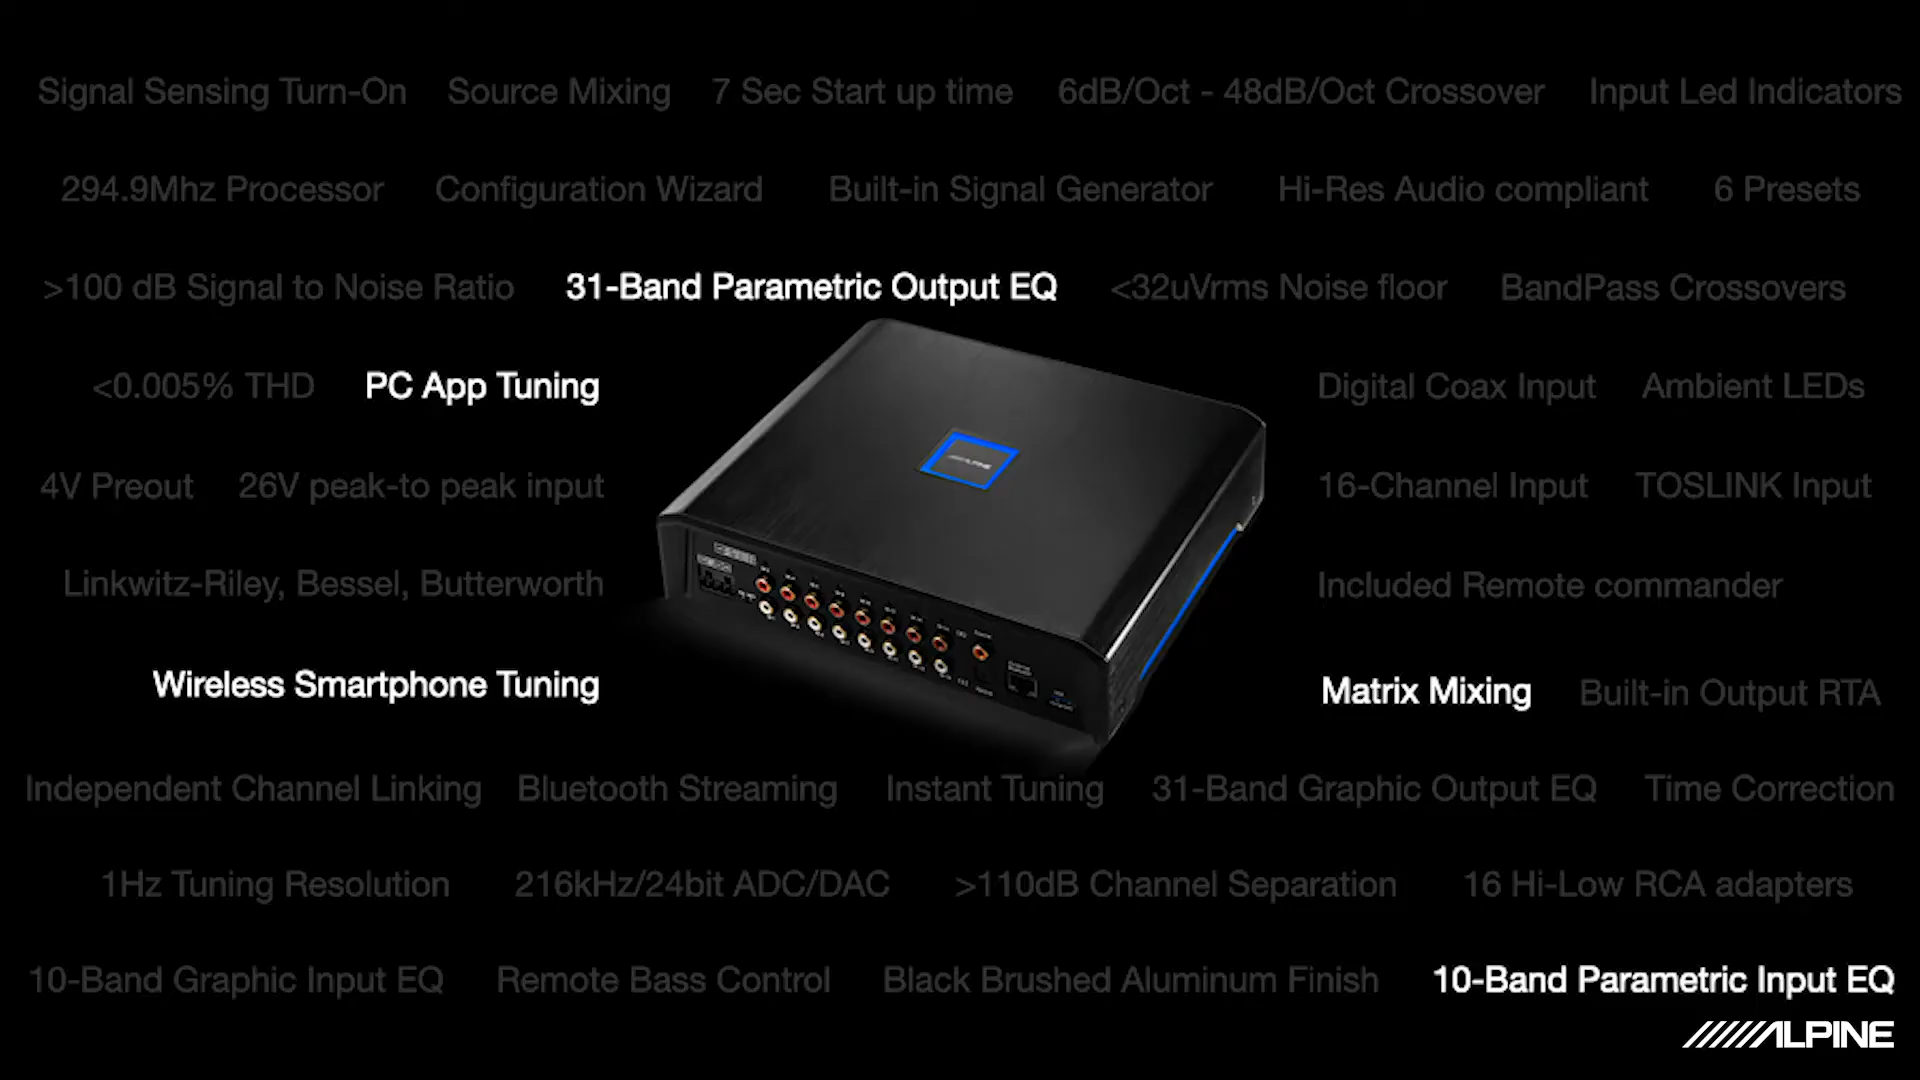 Signal Sensing Turn-On Source Mixing 7 Sec Start up time 6dB/Oct - 48dB/Oct Crossover Input Led Indicators
294.9Mhz Processor Configuration Wizard Built-in Signal Generator Hi-Res Audio compliant 6 Presets
>100 dB Signal to Noise Ratio 31-Band Parametric Output EQ <32uVrms Noise floor BandPass Crossovers
<0.005% THD PC App Tuning Digital Coax Input Ambient LEDs
ALPINE
4V Preout 26V peak-to peak input 16-Channel Input TOSLINK Input
Linkwitz-Riley, Bessel, Butterworth Included Remote commander
Wireless Smartphone Tuning Matrix Mixing Built-in Output RTA
Independent Channel Linking Bluetooth Streaming Instant Tuning 31-Band Graphic Output EQ Time Correction
1Hz Tuning Resolution 216kHz/24bit ADC/DAC >110dB Channel Separation 16 Hi-Low RCA adapters
10-Band Graphic Input EQ Remote Bass Control Black Brushed Aluminum Finish 10-Band Parametric Input EQ
ALPINE